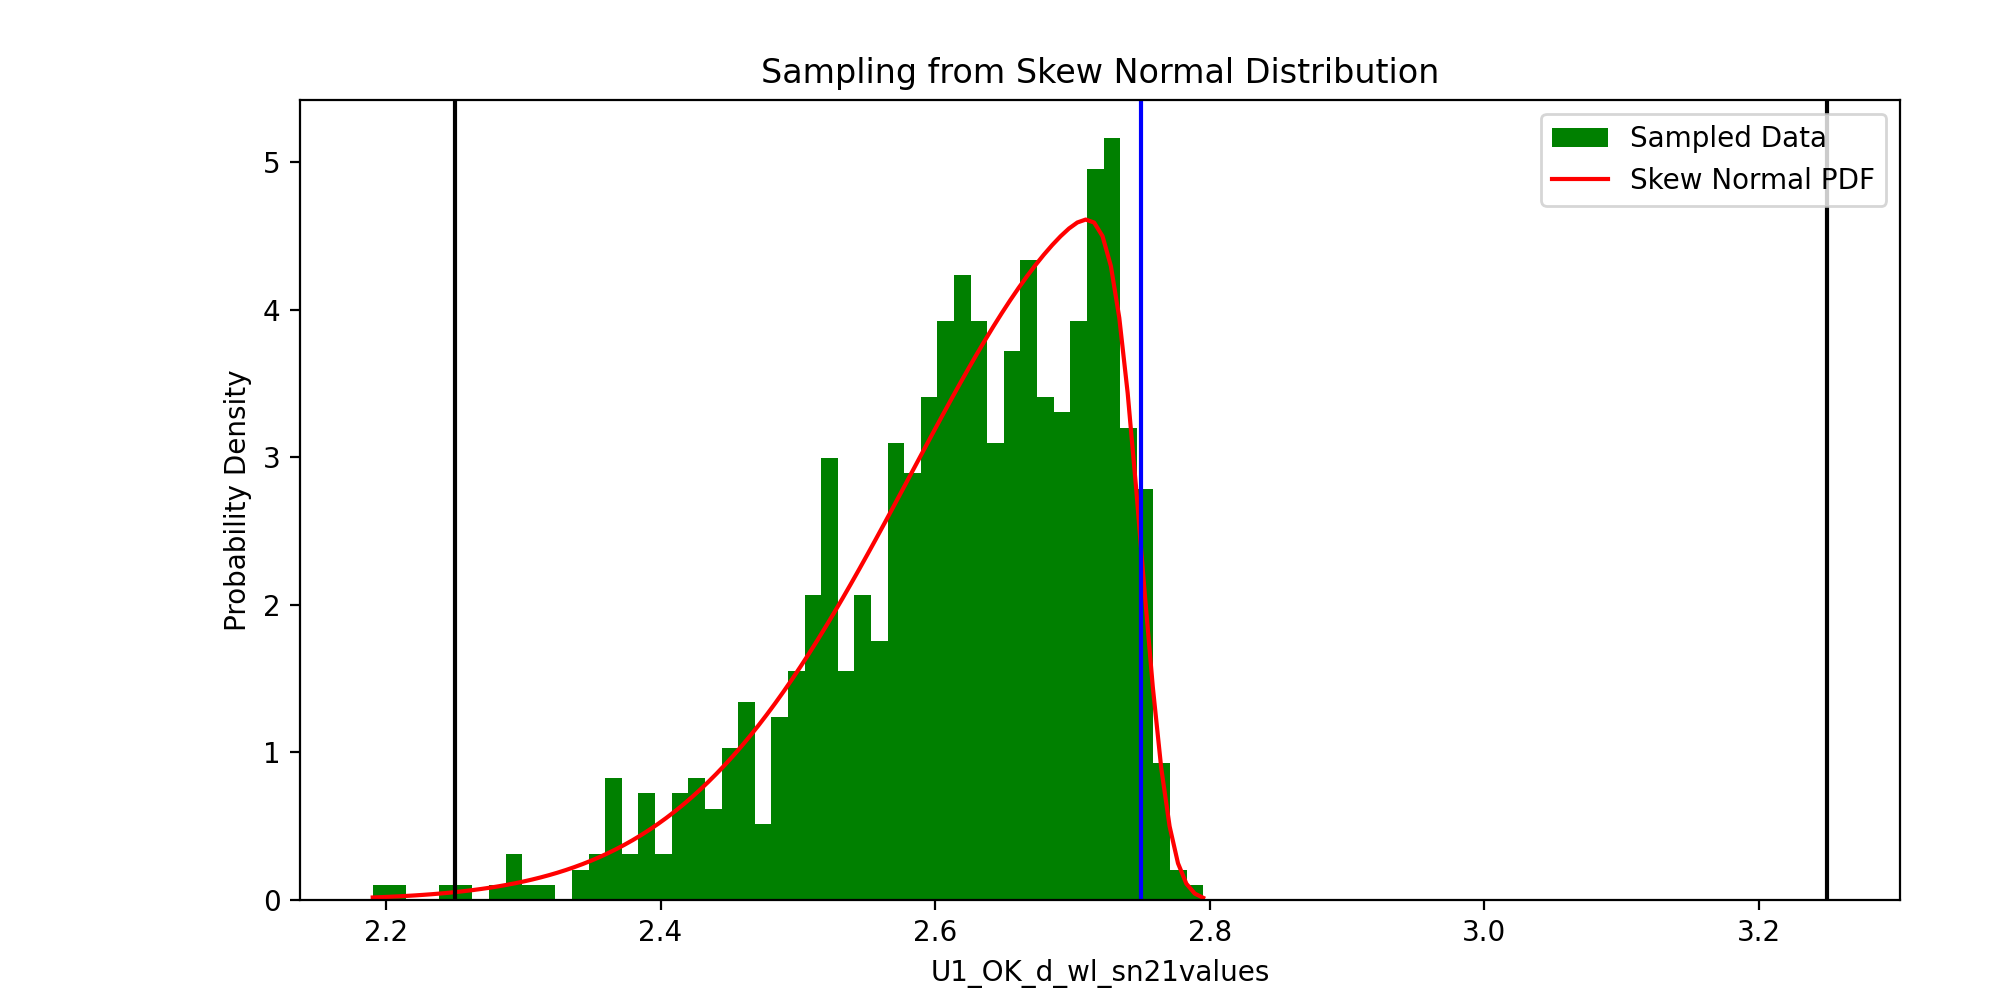 Sampling from Skew Normal Distribution
Sampled Data
Skew Normal PDF
Probability Density
5
4
3
2
1
0
2.2 2.4 2.6 2.8 3.0 3.2
U1_OK_d_wl_sn21values